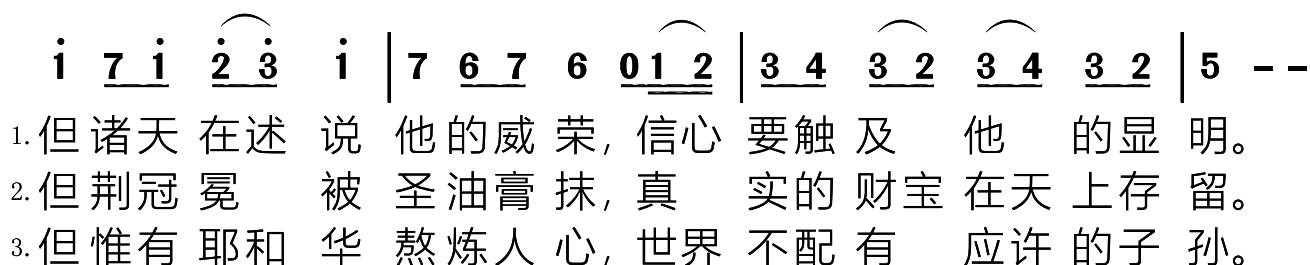 1̇ 7 1̇ 2̇ 3̇ 1̇ | 7 6 7 6 0 1 2 | 3 4 3 2 3 4 3 2 | 5 – –
1. 但诸天在述 说 他的威荣, 信心 要触及 他 的显 明。
2. 但荆冠冕 被 圣油膏抹, 真 实的财宝 在天 上存 留。
3. 但惟有耶和 华 熬炼人心, 世界 不配有 应许 的子 孙。